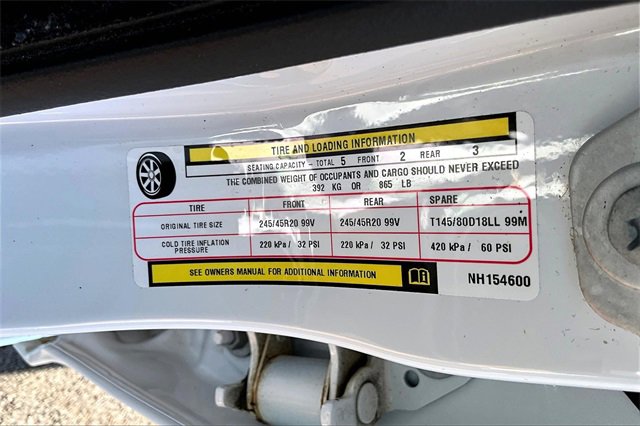 TIRE AND LOADING INFORMATION
SEATING CAPACITY - TOTAL 5 FRONT 2 REAR 3
THE COMBINED WEIGHT OF OCCUPANTS AND CARGO SHOULD NEVER EXCEED
392 KG OR 865 LB
TIRE FRONT REAR SPARE
ORIGINAL TIRE SIZE 245/45R20 99V 245/45R20 99V T145/80D18LL 99M
COLD TIRE INFLATION PRESSURE 220 kPa / 32 PSI 220 kPa / 32 PSI 420 kPa / 60 PSI
SEE OWNERS MANUAL FOR ADDITIONAL INFORMATION NH154600